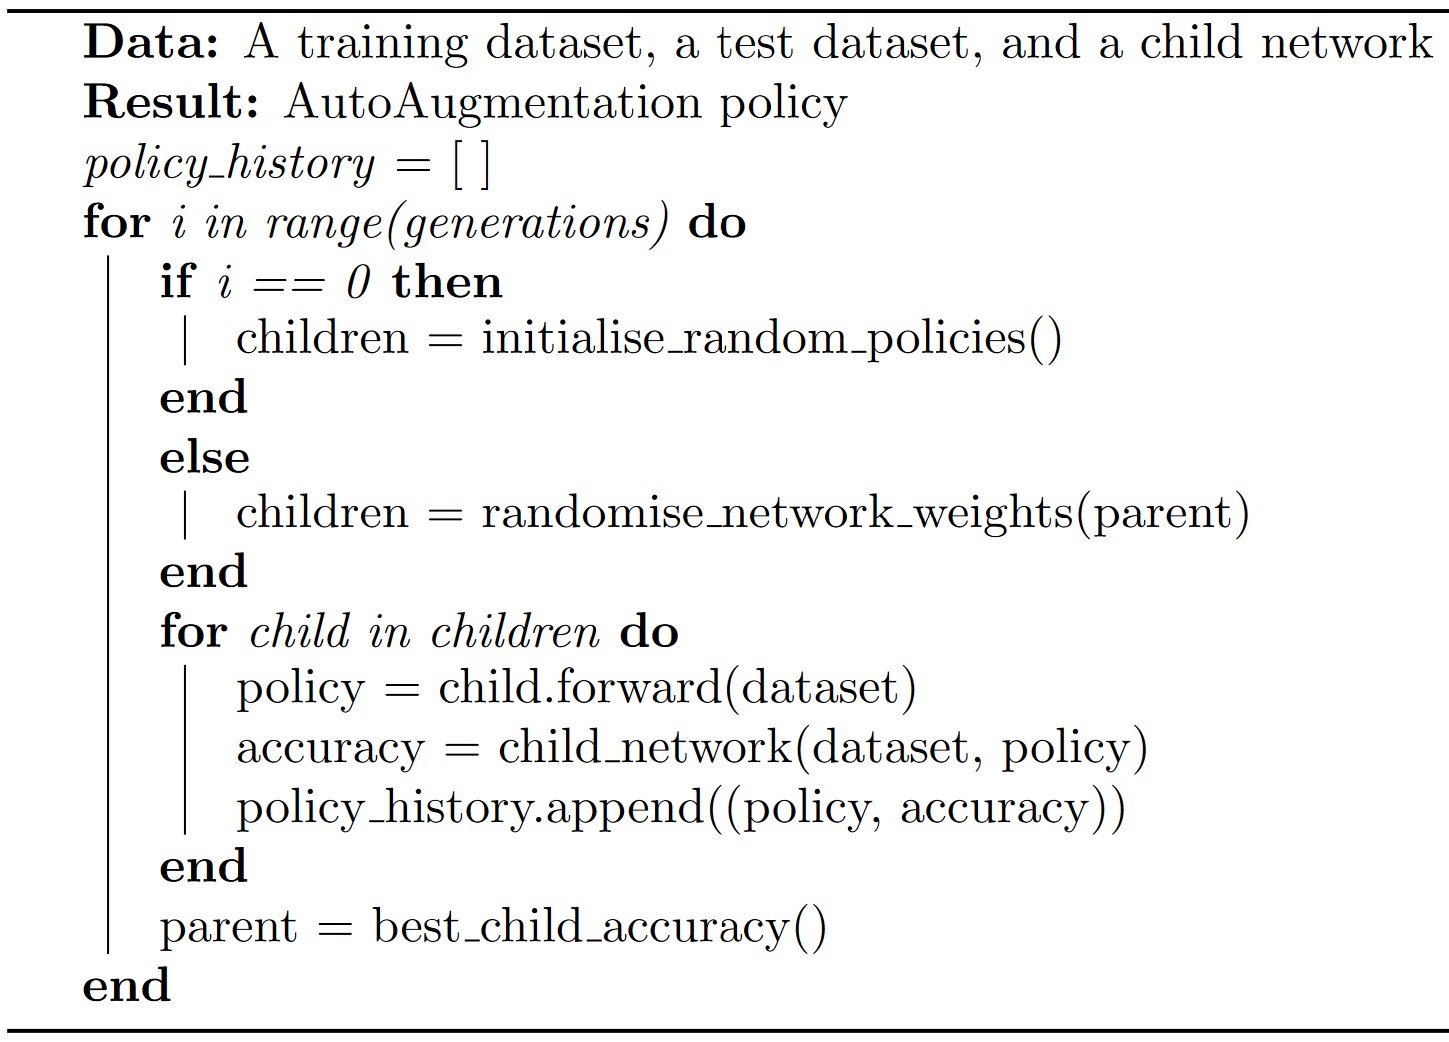 Data: A training dataset, a test dataset, and a child network
Result: AutoAugmentation policy
policy_history = [ ]
for i in range(generations) do
if i == 0 then
children = initialise_random_policies()
end
else
children = randomise_network_weights(parent)
end
for child in children do
policy = child.forward(dataset)
accuracy = child_network(dataset, policy)
policy_history.append((policy, accuracy))
end
parent = best_child_accuracy()
end